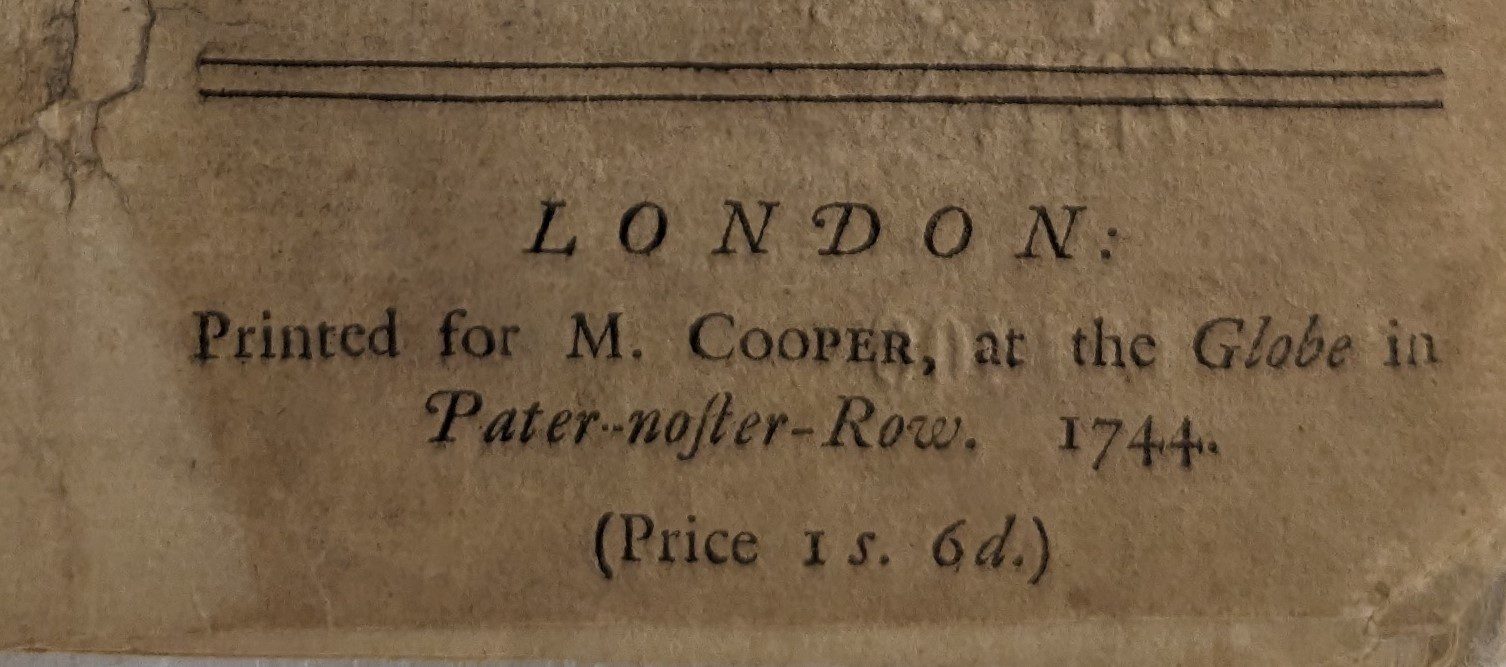 LONDON:
Printed for M. COOPER, at the Globe in
Pater-noſter-Row. 1744.
(Price 1 s. 6d.)